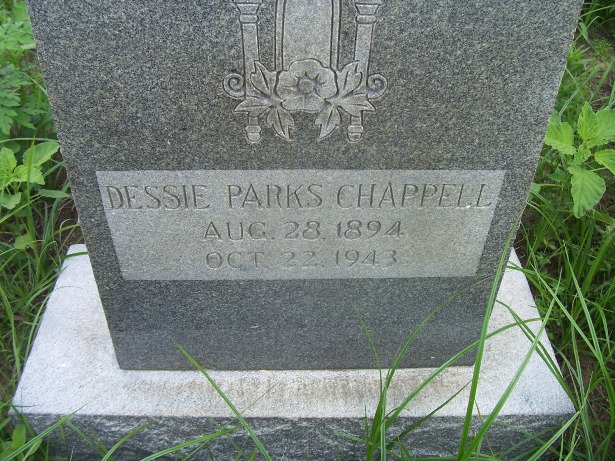 DESSIE PARKS CHAPPELL
AUG. 28, 1894
OCT. 22, 1943